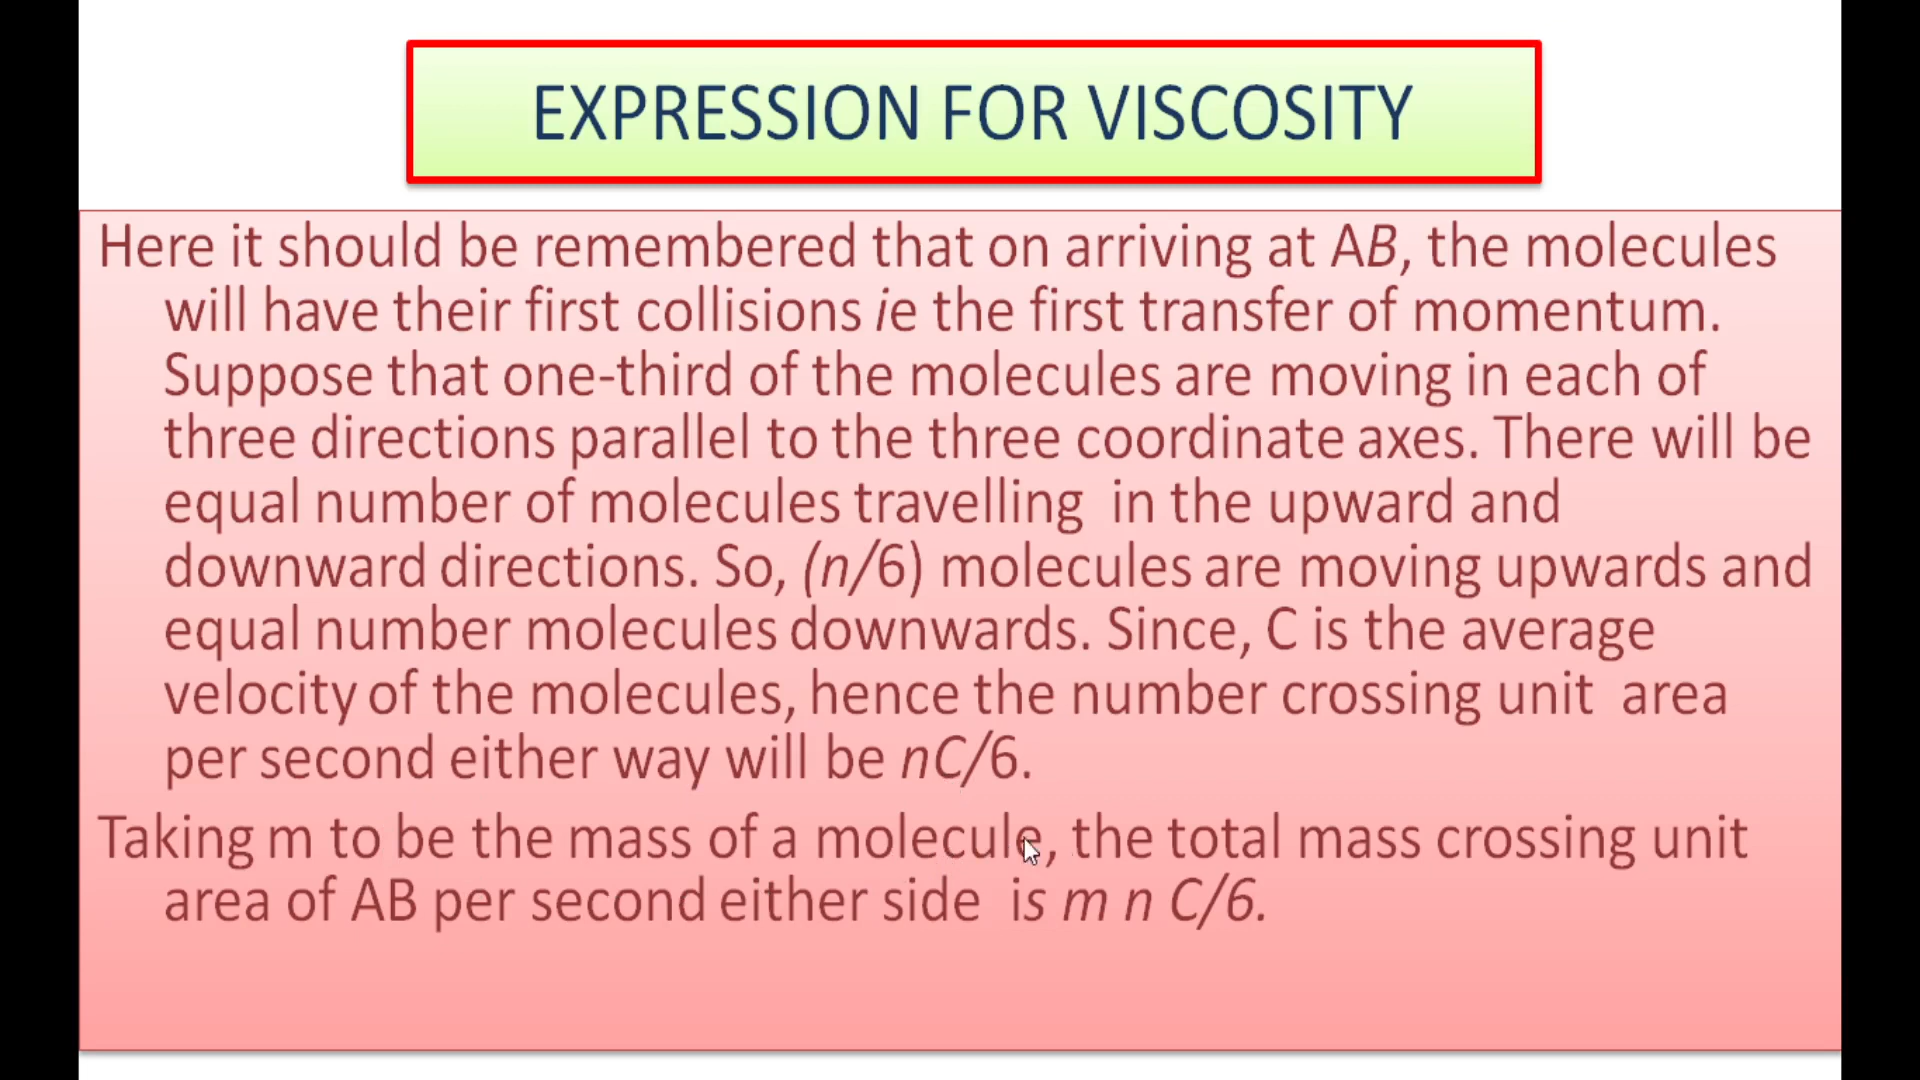 EXPRESSION FOR VISCOSITY
Here it should be remembered that on arriving at AB, the molecules
will have their first collisions ie the first transfer of momentum.
Suppose that one-third of the molecules are moving in each of
three directions parallel to the three coordinate axes. There will be
equal number of molecules travelling in the upward and
downward directions. So, (n/6) molecules are moving upwards and
equal number molecules downwards. Since, C is the average
velocity of the molecules, hence the number crossing unit area
per second either way will be nC/6.
Taking m to be the mass of a molecule, the total mass crossing unit
area of AB per second either side is m n C/6.